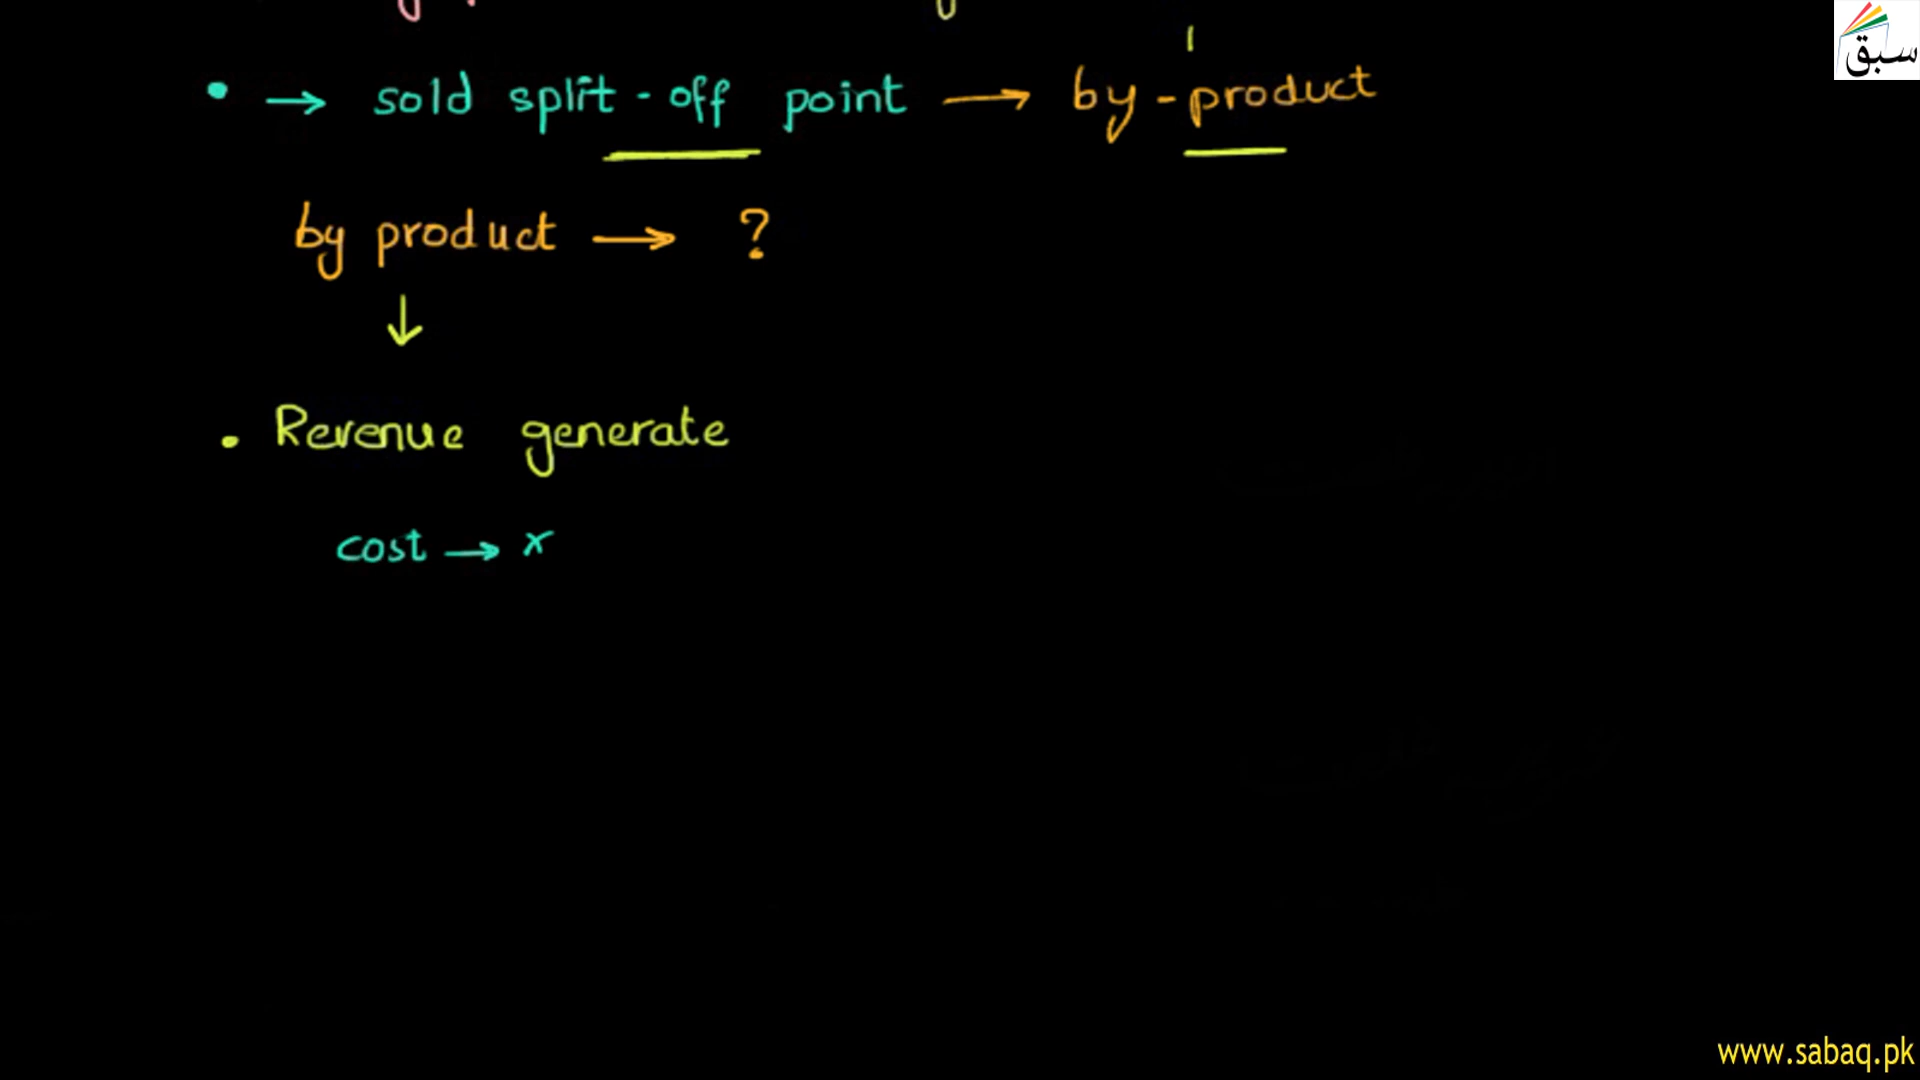 • → sold split-off point → by-product
سبق
by product → ?
↓
. Revenue generate
cost → x
www.sabaq.pk